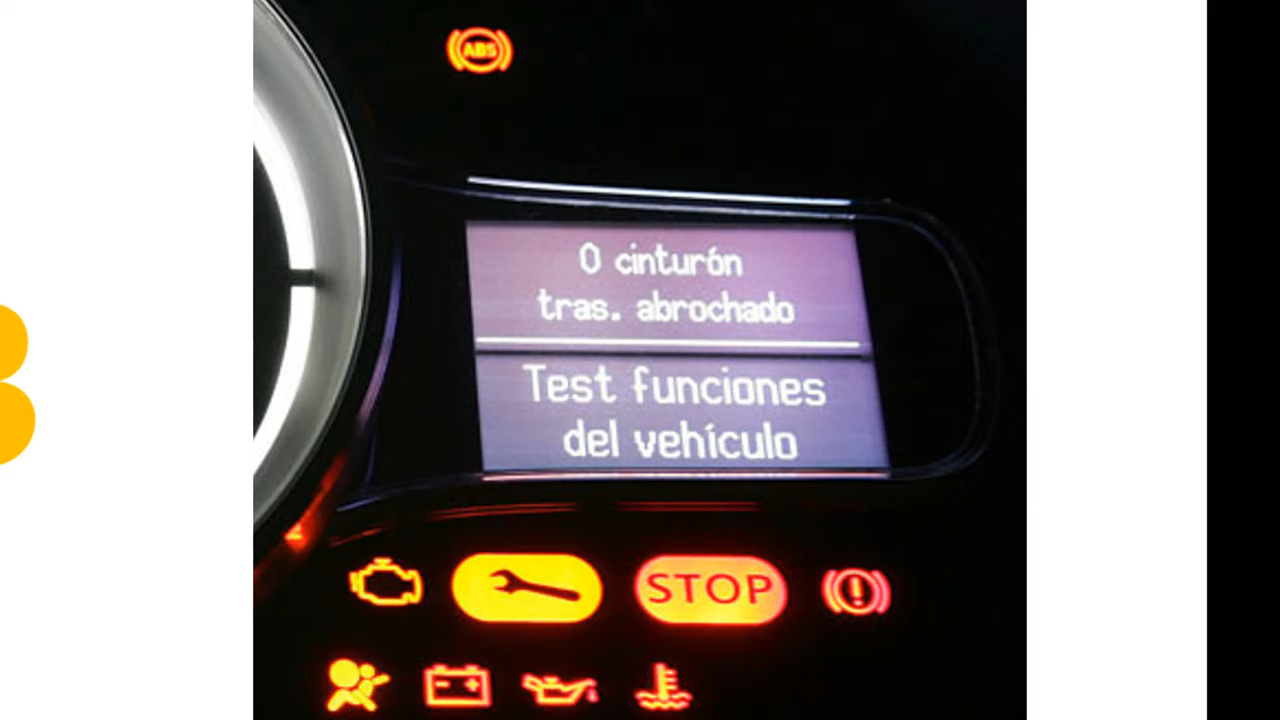 ABS
0 cinturón
tras. abrochado
Test funciones
del vehículo
STOP